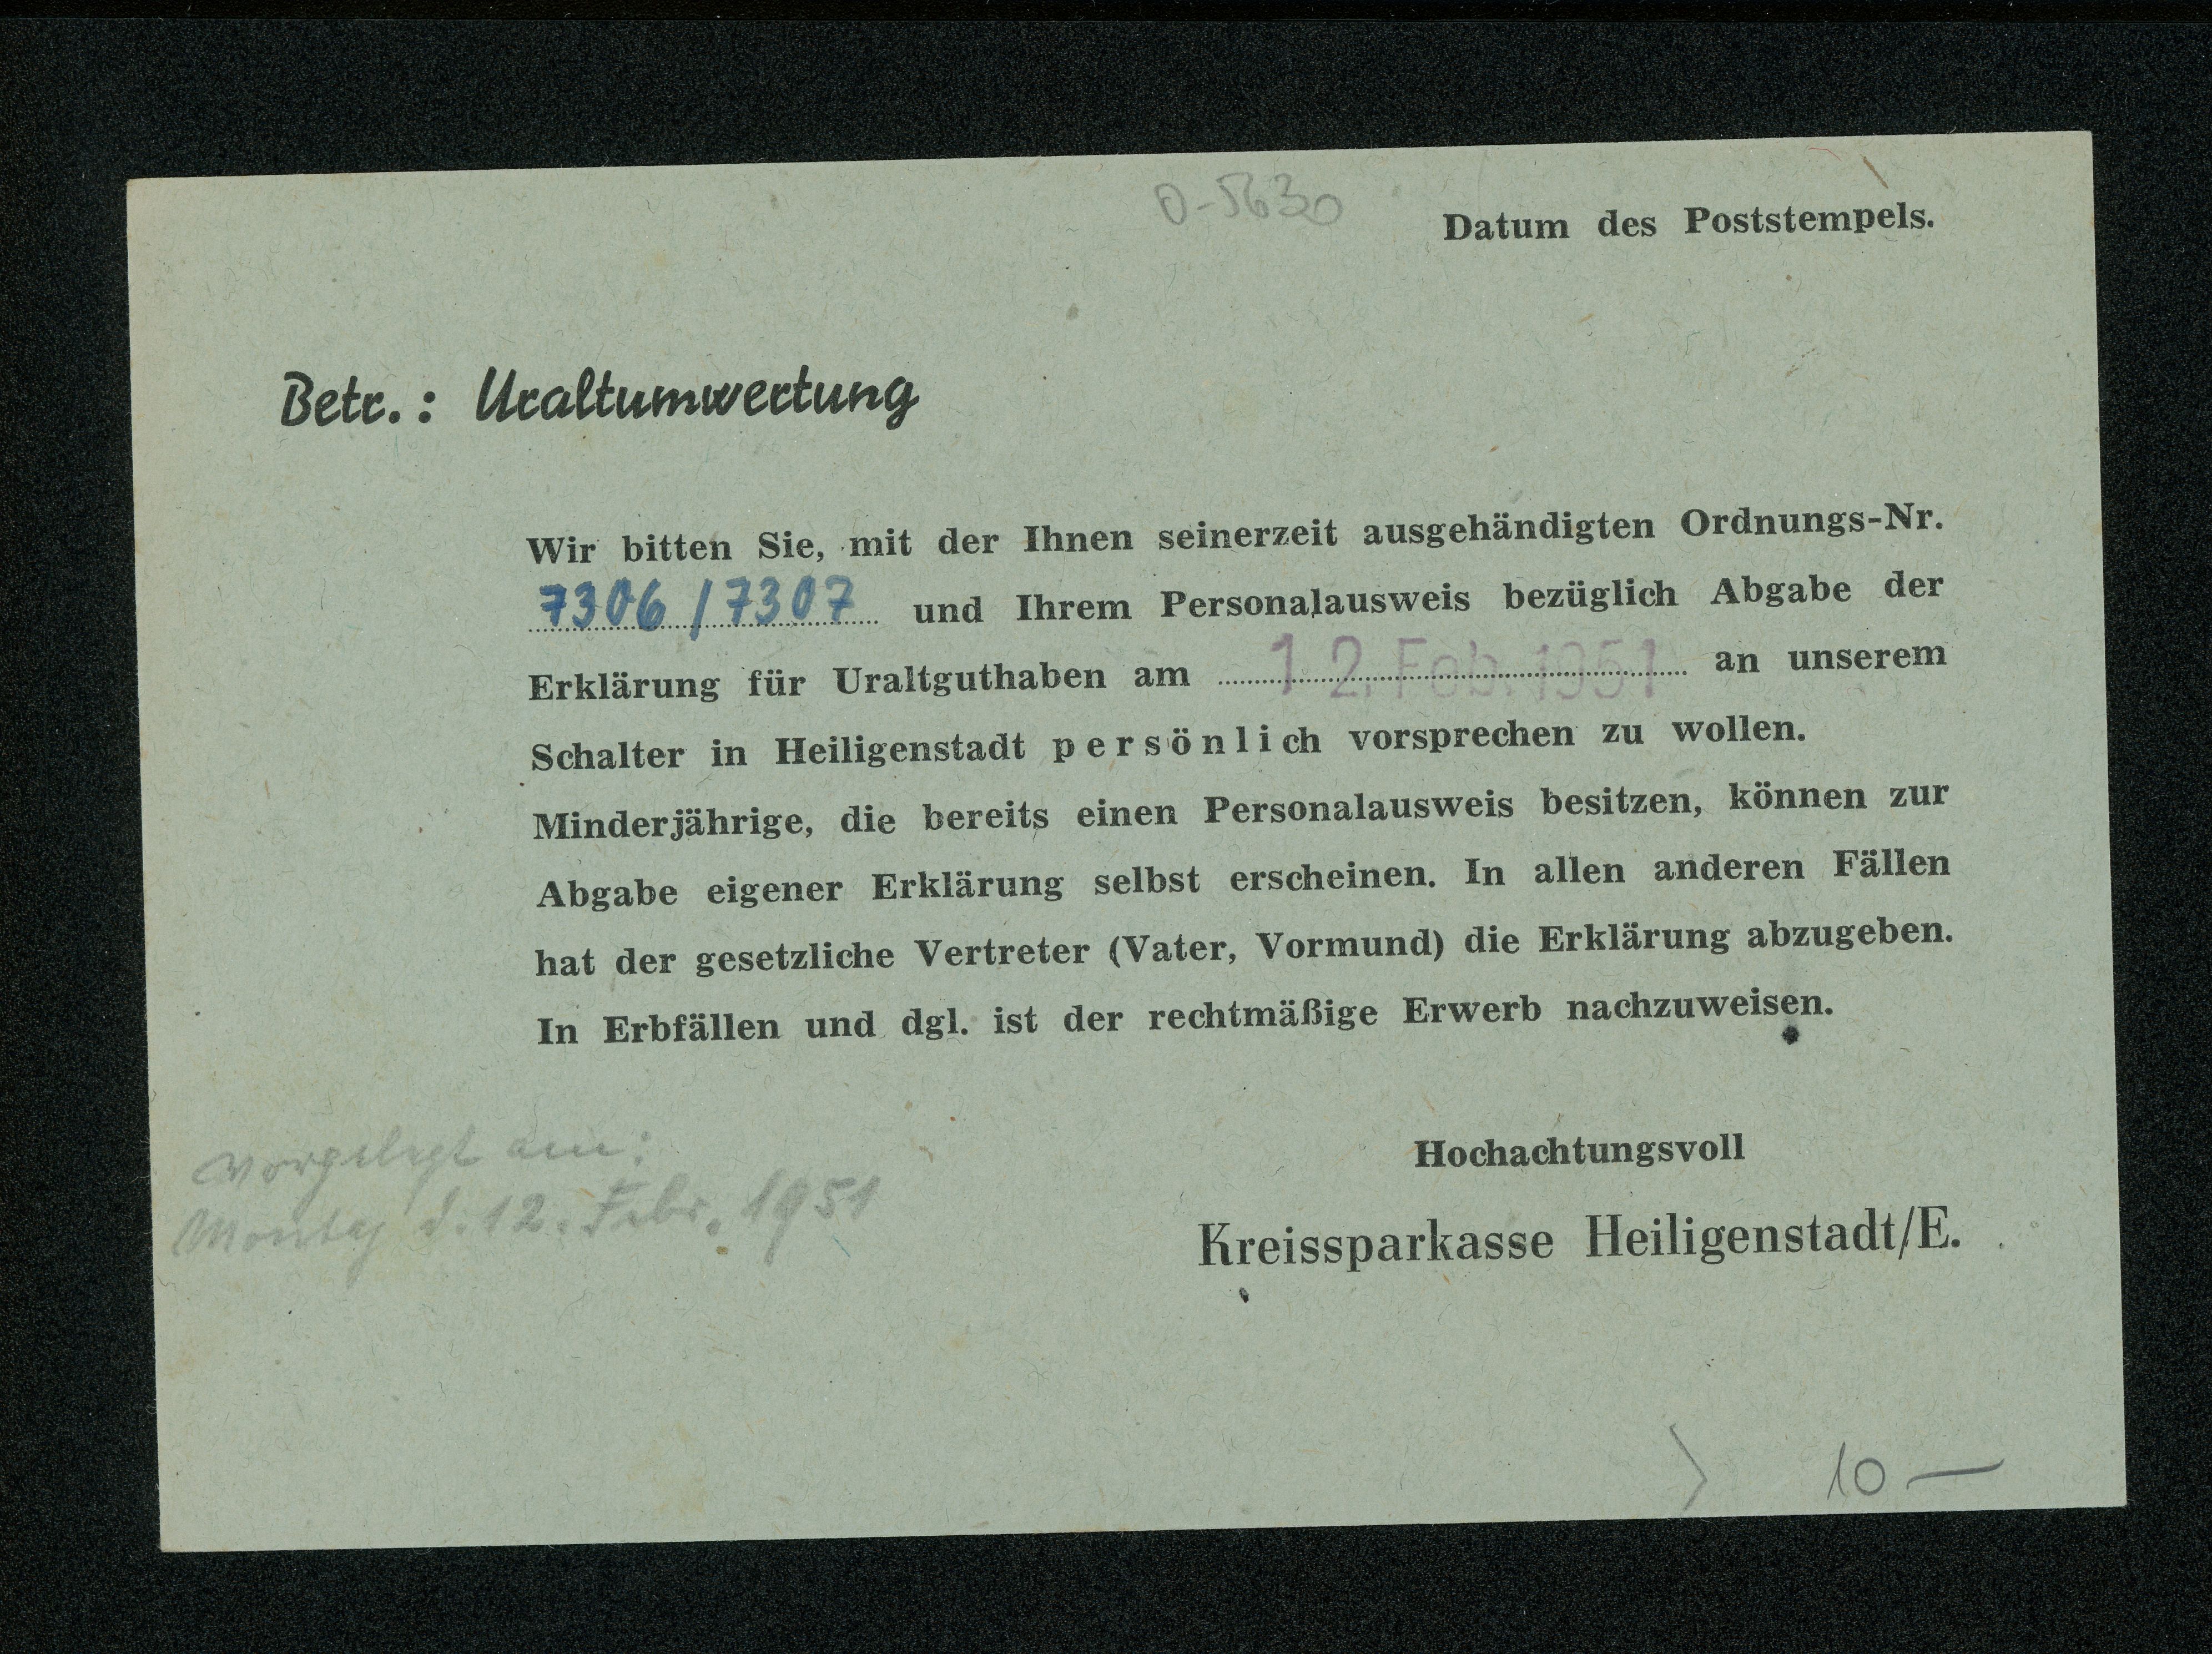 O-5630
Datum des Poststempels.
Betr.: Uraltumwertung
Wir bitten Sie, mit der Ihnen seinerzeit ausgehändigten Ordnungs-Nr.
7306/7307 und Ihrem Personalausweis bezüglich Abgabe der
Erklärung für Uraltguthaben am 12. Feb. 1951 an unserem
Schalter in Heiligenstadt persönlich vorsprechen zu wollen.
Minderjährige, die bereits einen Personalausweis besitzen, können zur
Abgabe eigener Erklärung selbst erscheinen. In allen anderen Fällen
hat der gesetzliche Vertreter (Vater, Vormund) die Erklärung abzugeben.
In Erbfällen und dgl. ist der rechtmäßige Erwerb nachzuweisen.
Hochachtungsvoll
Kreissparkasse Heiligenstadt/E.
vorgelegt am:
Montag d. 12. Febr. 1951
10 —